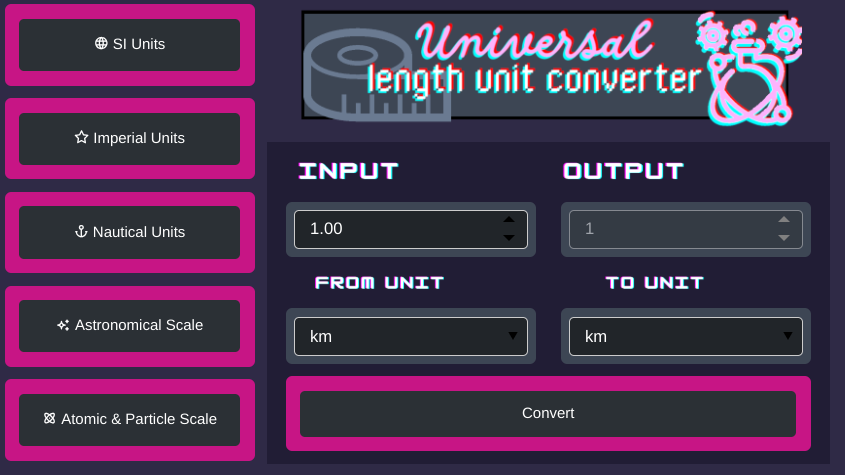 SI Units
Imperial Units
Nautical Units
Astronomical Scale
Atomic & Particle Scale
Universal
length unit converter
INPUT
OUTPUT
1.00
1
FROM UNIT
TO UNIT
km
km
Convert